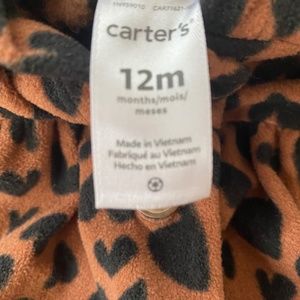 carter's
12m
months/mois/
meses
Made in Vietnam
Fabriqué au Vietnam
Hecho en Vietnam